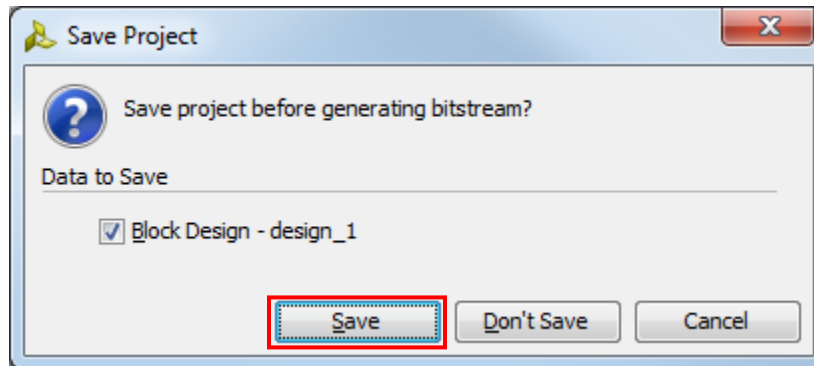 Save Project
Save project before generating bitstream?
Data to Save
Block Design - design_1
Save Don't Save Cancel